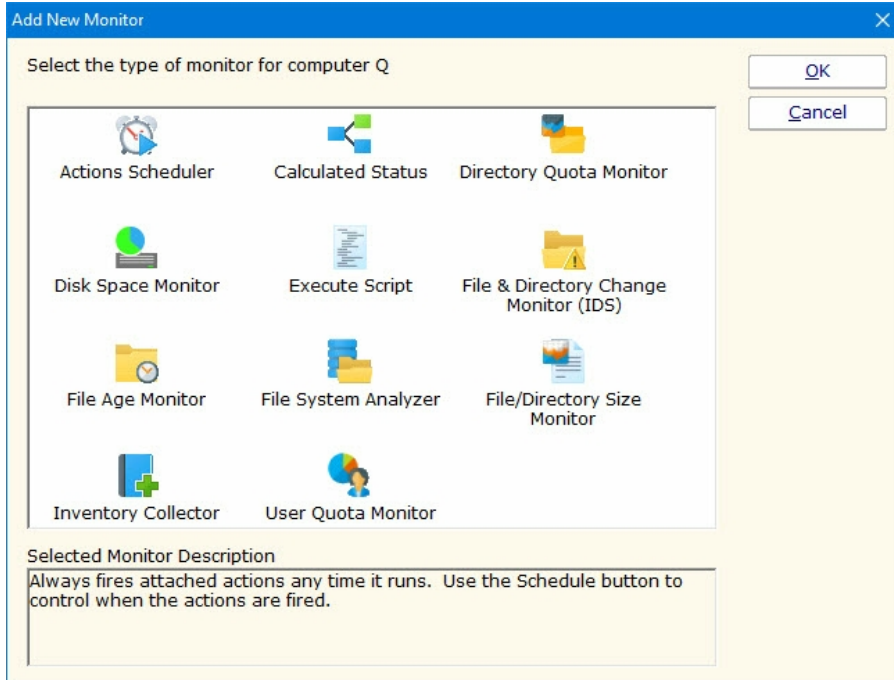 Add New Monitor
Select the type of monitor for computer Q
OK
Cancel
Actions Scheduler
Calculated Status
Directory Quota Monitor
Disk Space Monitor
Execute Script
File & Directory Change
Monitor (IDS)
File Age Monitor
File System Analyzer
File/Directory Size
Monitor
Inventory Collector
User Quota Monitor
Selected Monitor Description
Always fires attached actions any time it runs.  Use the Schedule button to
control when the actions are fired.